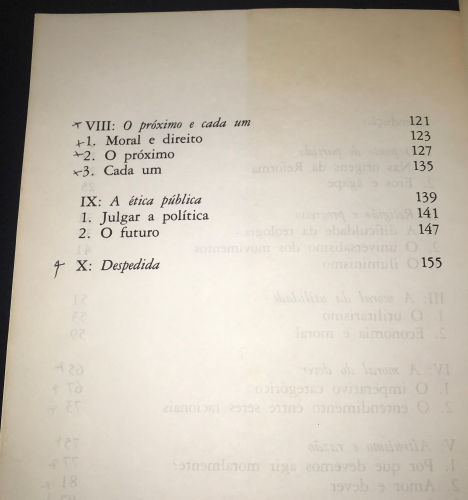 VIII: O próximo e cada um 121
1. Moral e direito 123
2. O próximo 127
3. Cada um 135
IX: A ética pública 139
1. Julgar a política 141
2. O futuro 147
X: Despedida 155